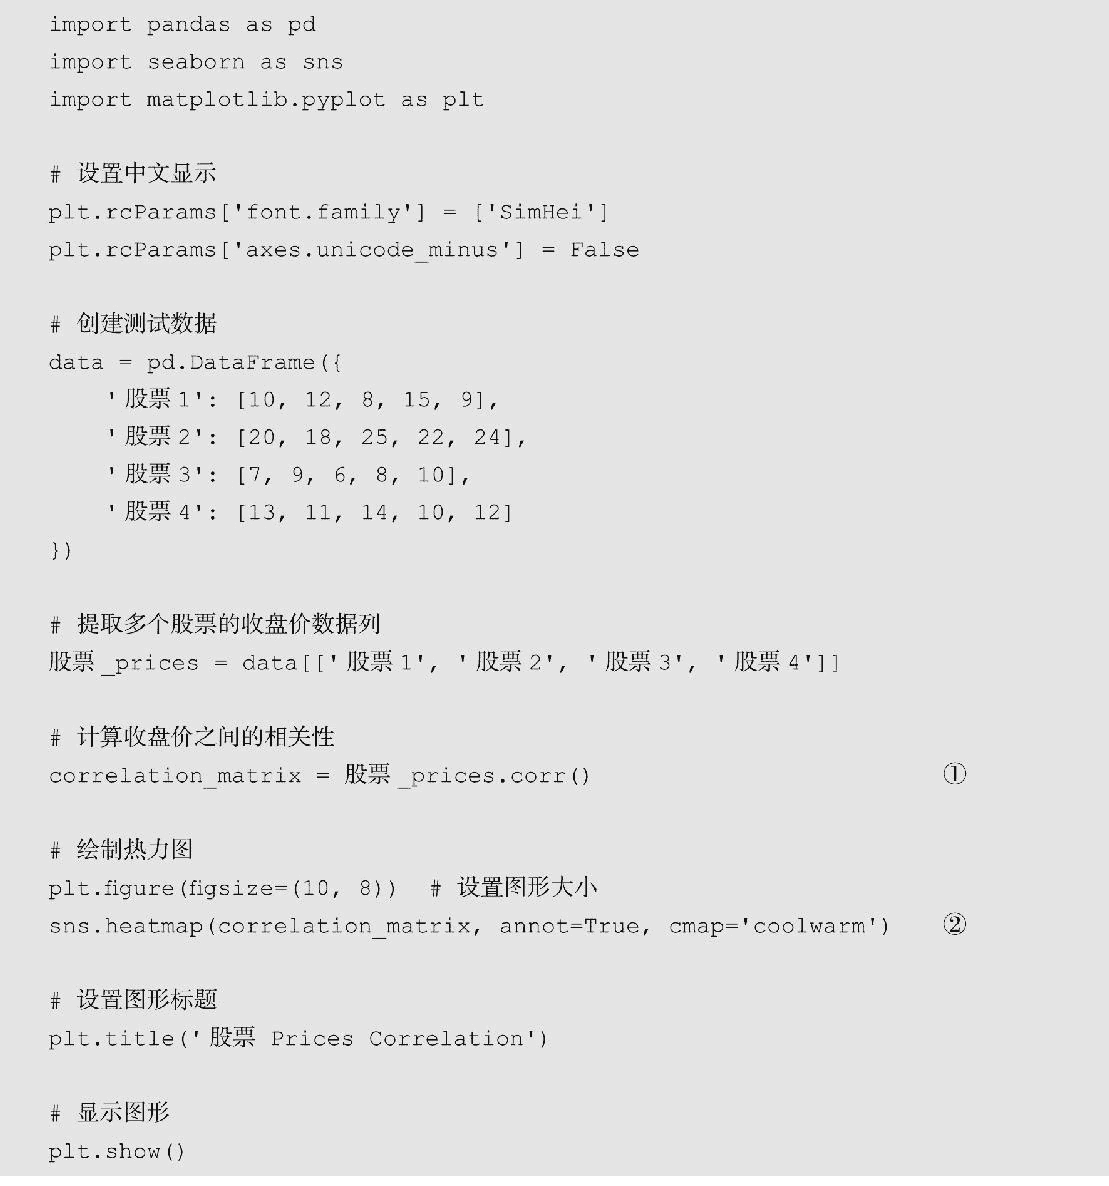 import pandas as pd
import seaborn as sns
import matplotlib.pyplot as plt
# 设置中文显示
plt.rcParams['font.family'] = ['SimHei']
plt.rcParams['axes.unicode_minus'] = False
# 创建测试数据
data = pd.DataFrame({
    '股票1': [10, 12, 8, 15, 9],
    '股票2': [20, 18, 25, 22, 24],
    '股票3': [7, 9, 6, 8, 10],
    '股票4': [13, 11, 14, 10, 12]
})
# 提取多个股票的收盘价数据列
股票_prices = data[['股票1', '股票2', '股票3', '股票4']]
# 计算收盘价之间的相关性
correlation_matrix = 股票_prices.corr() ①
# 绘制热力图
plt.figure(figsize=(10, 8))  # 设置图形大小
sns.heatmap(correlation_matrix, annot=True, cmap='coolwarm') ②
# 设置图形标题
plt.title('股票 Prices Correlation')
# 显示图形
plt.show()